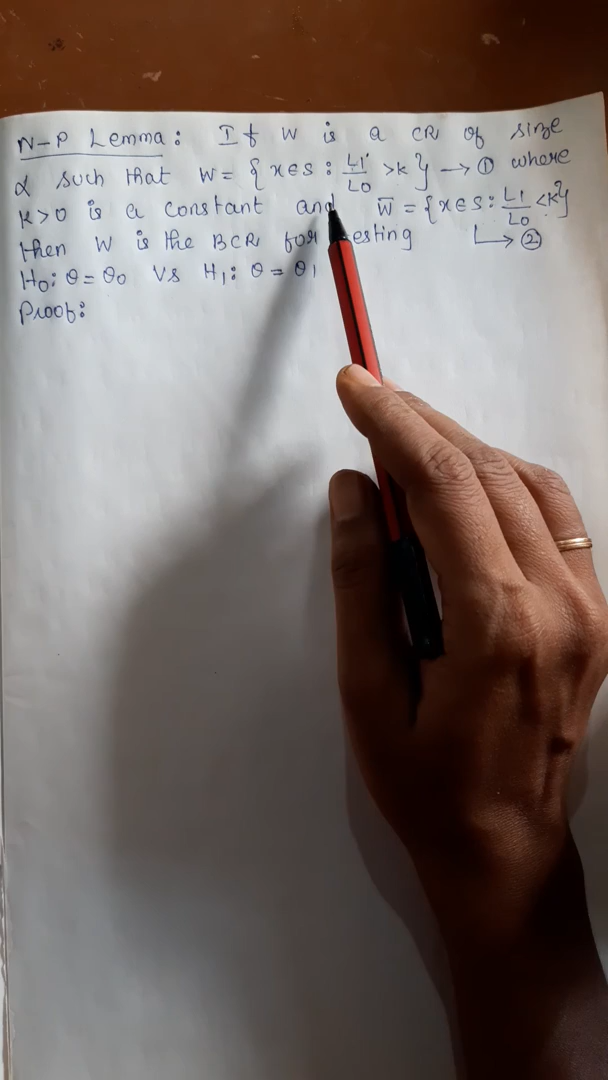 N-P Lemma: If W is a CR of size
α such that W = { x∈S : L1/L0 >k } → ① where
k>0 is a constant and W̅ = {x∈S: L1/L0 <k}
then W is the BCR for testing ↳ ②
H0: θ = θ0 Vs H1: θ = θ1
Proof: